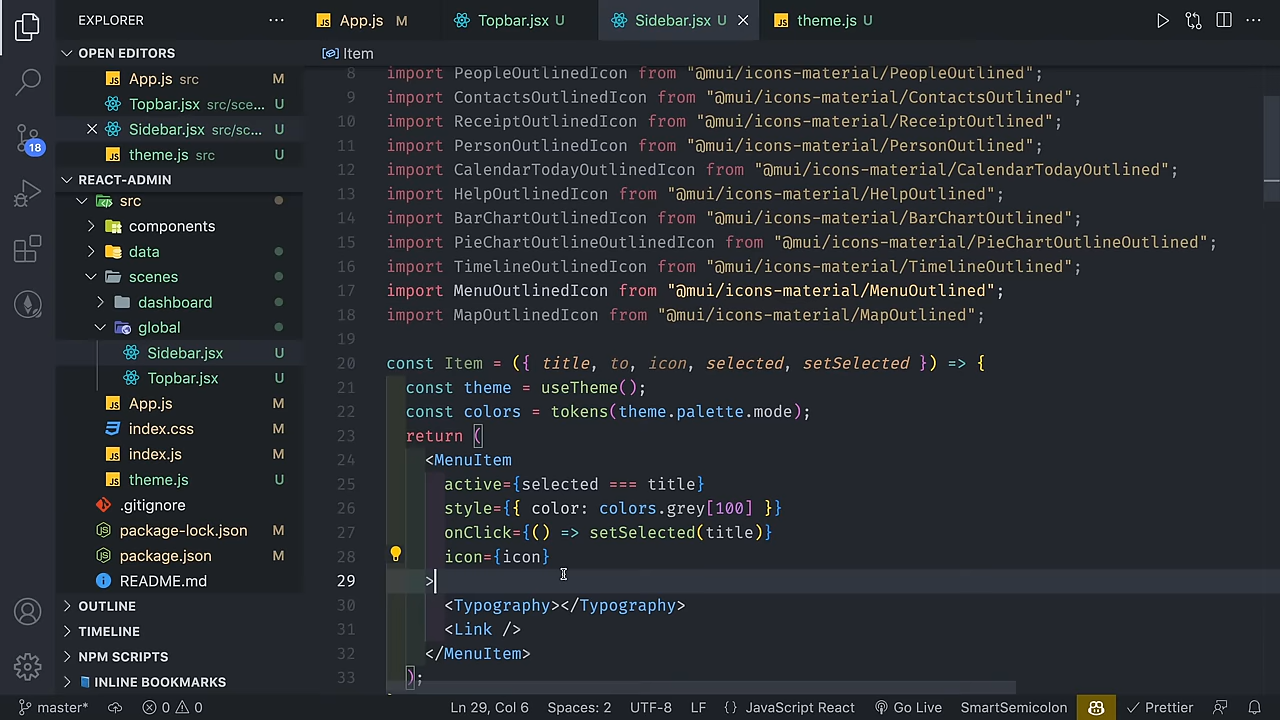 EXPLORER
App.js M
Topbar.jsx U
Sidebar.jsx U
theme.js U
OPEN EDITORS
App.js src M
Topbar.jsx src/sce... U
Sidebar.jsx src/sc... U
theme.js src U
REACT-ADMIN
src
components
data
scenes
dashboard
global
Sidebar.jsx U
Topbar.jsx U
App.js M
index.css M
index.js M
theme.js U
.gitignore
package-lock.json M
package.json M
README.md
OUTLINE
TIMELINE
NPM SCRIPTS
INLINE BOOKMARKS
18
Item
8 import PeopleOutlinedIcon from "@mui/icons-material/PeopleOutlined";
9 import ContactsOutlinedIcon from "@mui/icons-material/ContactsOutlined";
10 import ReceiptOutlinedIcon from "@mui/icons-material/ReceiptOutlined";
11 import PersonOutlinedIcon from "@mui/icons-material/PersonOutlined";
12 import CalendarTodayOutlinedIcon from "@mui/icons-material/CalendarTodayOutlined";
13 import HelpOutlinedIcon from "@mui/icons-material/HelpOutlined";
14 import BarChartOutlinedIcon from "@mui/icons-material/BarChartOutlined";
15 import PieChartOutlineOutlinedIcon from "@mui/icons-material/PieChartOutlineOutlined";
16 import TimelineOutlinedIcon from "@mui/icons-material/TimelineOutlined";
17 import MenuOutlinedIcon from "@mui/icons-material/MenuOutlined";
18 import MapOutlinedIcon from "@mui/icons-material/MapOutlined";
19
20 const Item = ({ title, to, icon, selected, setSelected }) => {
21 const theme = useTheme();
22 const colors = tokens(theme.palette.mode);
23 return (
24 <MenuItem
25 active={selected === title}
26 style={{ color: colors.grey[100] }}
27 onClick={() => setSelected(title)}
28 icon={icon}
29 >
30 <Typography></Typography>
31 <Link />
32 </MenuItem>
33 );
master* 0 0 Ln 29, Col 6 Spaces: 2 UTF-8 LF {} JavaScript React Go Live SmartSemicolon Prettier